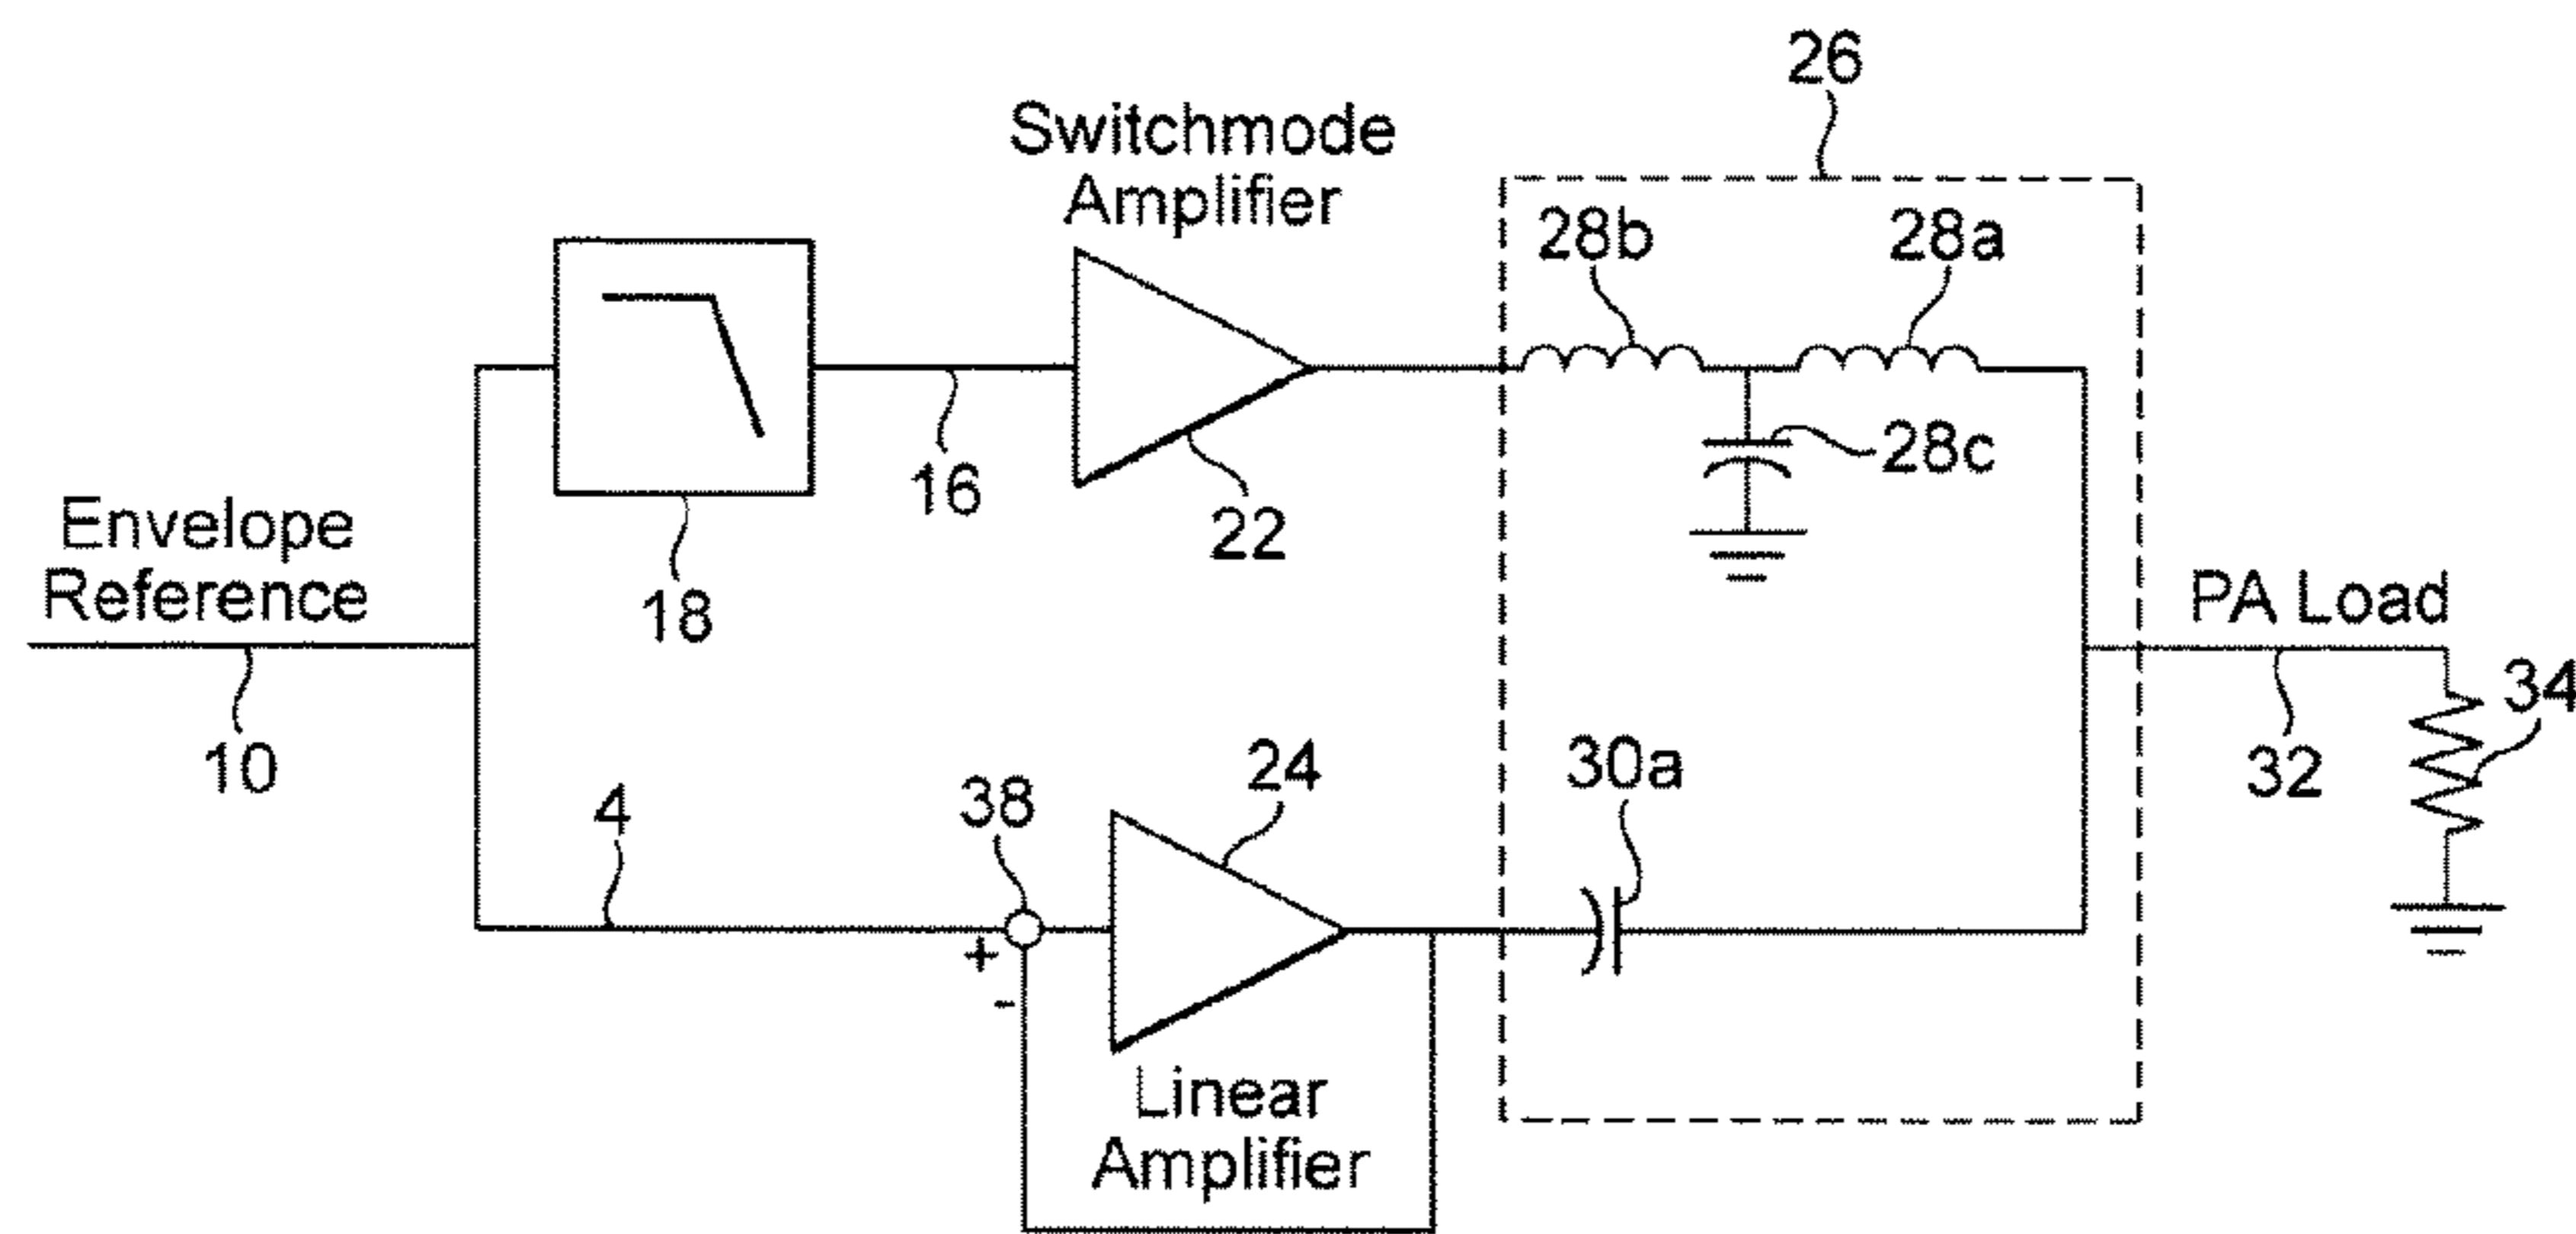 26
Switchmode
Amplifier
28b
28a
28c
16
22
Envelope
Reference
18
10
PA Load
34
32
4
38
24
30a
+
-
Linear
Amplifier